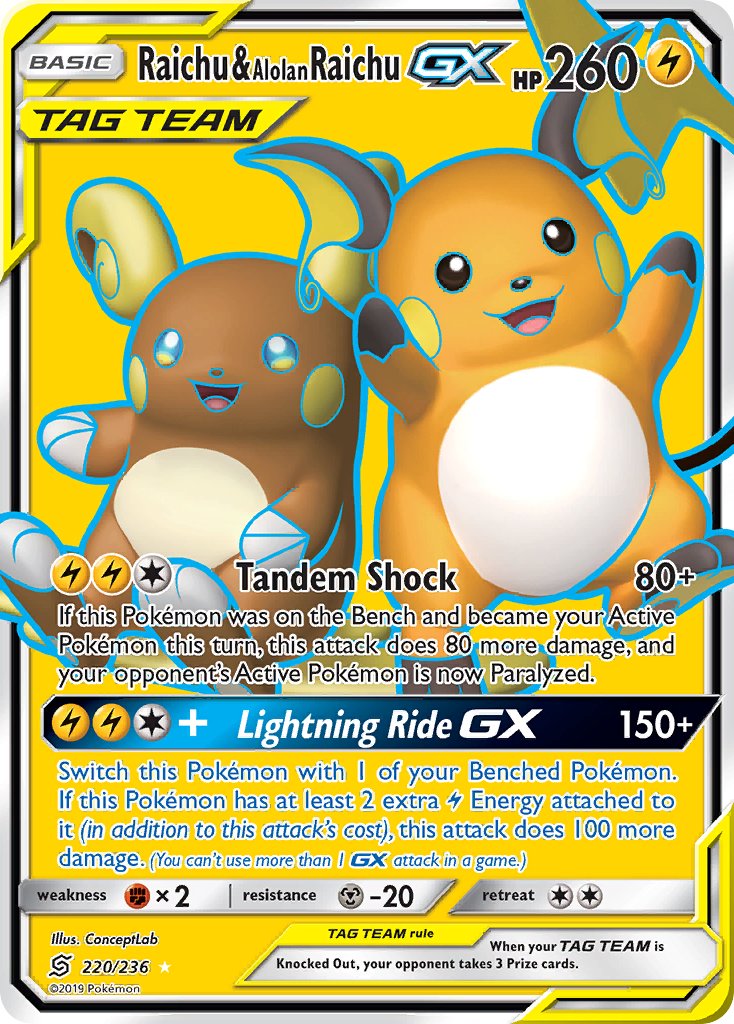 BASIC Raichu & Alolan Raichu GX HP 260
TAG TEAM
Tandem Shock 80+
If this Pokémon was on the Bench and became your Active
Pokémon this turn, this attack does 80 more damage, and
your opponent's Active Pokémon is now Paralyzed.
+ Lightning Ride GX 150+
Switch this Pokémon with 1 of your Benched Pokémon.
If this Pokémon has at least 2 extra Energy attached to
it (in addition to this attack's cost), this attack does 100 more
damage. (You can't use more than 1 GX attack in a game.)
weakness × 2 resistance -20 retreat
Illus. ConceptLab
220/236
©2019 Pokémon
TAG TEAM rule
When your TAG TEAM is
Knocked Out, your opponent takes 3 Prize cards.